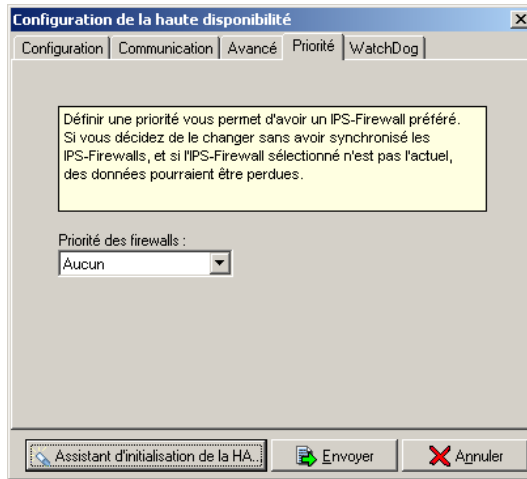 Configuration de la haute disponibilité
Configuration Communication Avancé Priorité WatchDog
Définir une priorité vous permet d'avoir un IPS-Firewall préféré.
Si vous décidez de le changer sans avoir synchronisé les
IPS-Firewalls, et si l'IPS-Firewall sélectionné n'est pas l'actuel,
des données pourraient être perdues.
Priorité des firewalls :
Aucun
Assistant d'initialisation de la HA... Envoyer Annuler